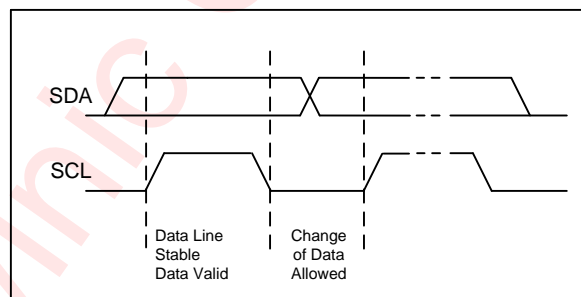 SDA
SCL
Data Line
Stable
Data Valid
Change
of Data
Allowed